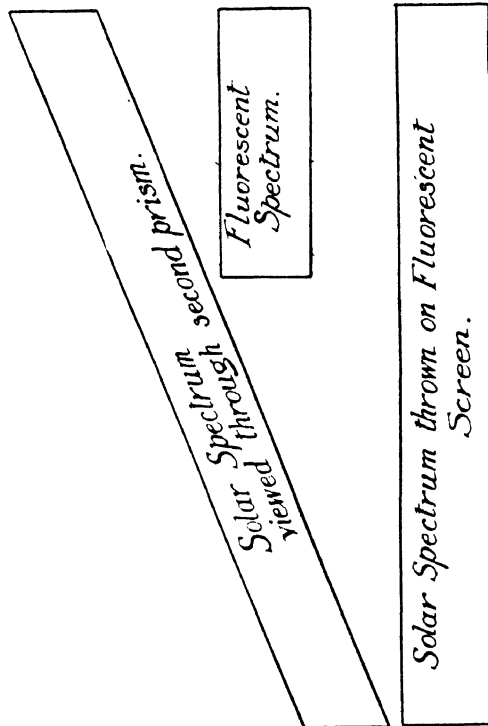 Solar Spectrum
viewed through second prism.
Fluorescent
Spectrum.
Solar Spectrum thrown on Fluorescent
Screen.